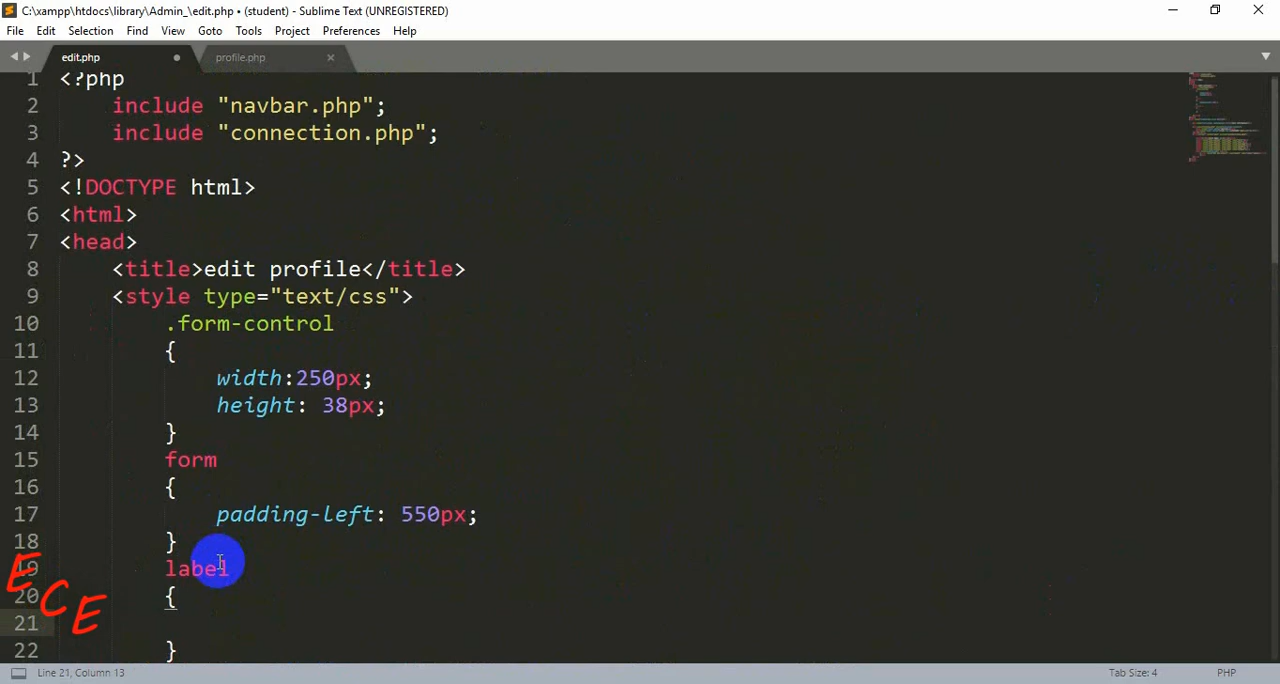 C:\xampp\htdocs\library\Admin_\edit.php • (student) - Sublime Text (UNREGISTERED)
File Edit Selection Find View Goto Tools Project Preferences Help
edit.php profile.php
1 <?php
2 include "navbar.php";
3 include "connection.php";
4 ?>
5 <!DOCTYPE html>
6 <html>
7 <head>
8 <title>edit profile</title>
9 <style type="text/css">
10 .form-control
11 {
12 width:250px;
13 height: 38px;
14 }
15 form
16 {
17 padding-left: 550px;
18 }
19 label
20 {
21
22 }
ECE
Line 21, Column 13 Tab Size: 4 PHP